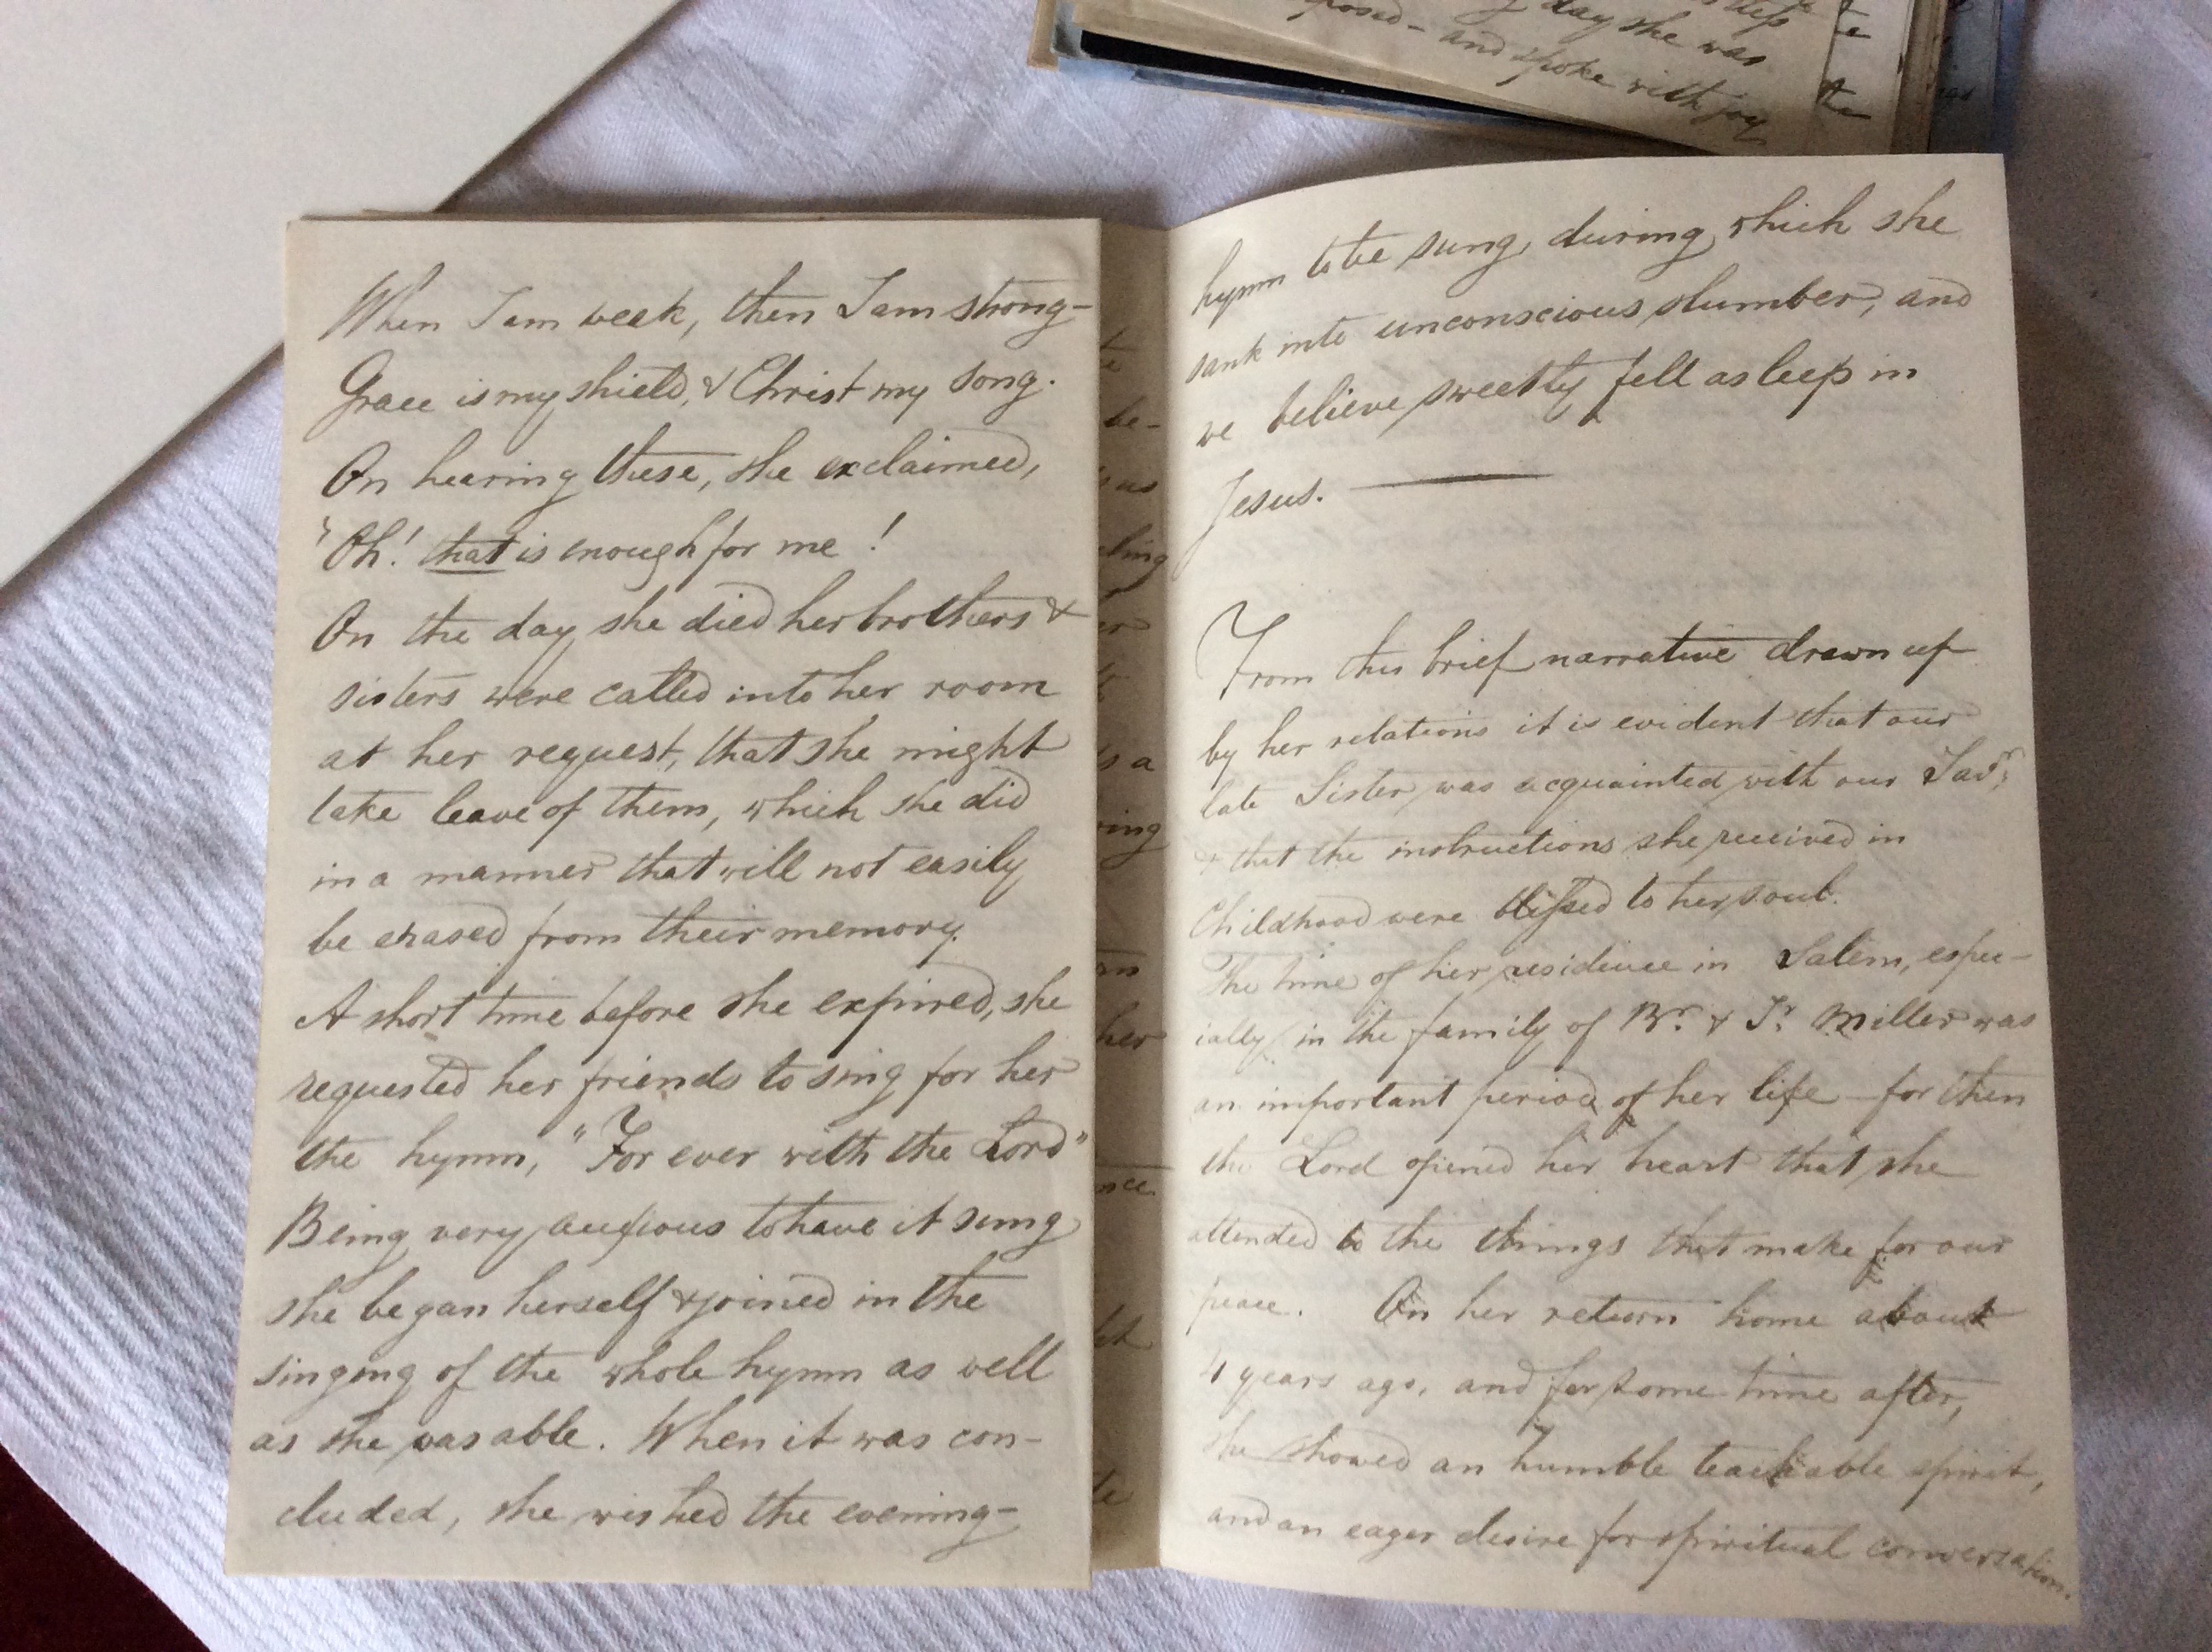 day she was
posed - and spoke with joy
the
When I am weak, then I am strong-
Grace is my shield, & Christ my song.
On hearing these, she exclaimed,
"Oh! that is enough for me!
On the day she died her brothers &
sisters were called into her room
at her request, that she might
take leave of them, which she did
in a manner that will not easily
be erased from their memory.
A short time before she expired, she
requested her friends to sing for her
the hymn, "For ever with the Lord"
Being very anxious to have it sung
she began herself & joined in the
singing of the whole hymn as well
as she was able. When it was con-
cluded, she wished the evening-
hymn to be sung, during which she
sank into unconscious slumber, and
we believe sweetly fell asleep in
Jesus.
From this brief narrative drawn up
by her relations it is evident that our
late Sister was acquainted with our Savr,
& that the instructions she received in
Childhood were blessed to her soul.
The time of her residence in Salem, espec-
ially in the family of Br. & Sr. Miller was
an important period of her life - for then
the Lord opened her heart that she
attended to the things that make for our
peace. On her return home about
4 years ago, and for some time after,
she showed an humble teachable spirit,
and an eager desire for spiritual conversation.